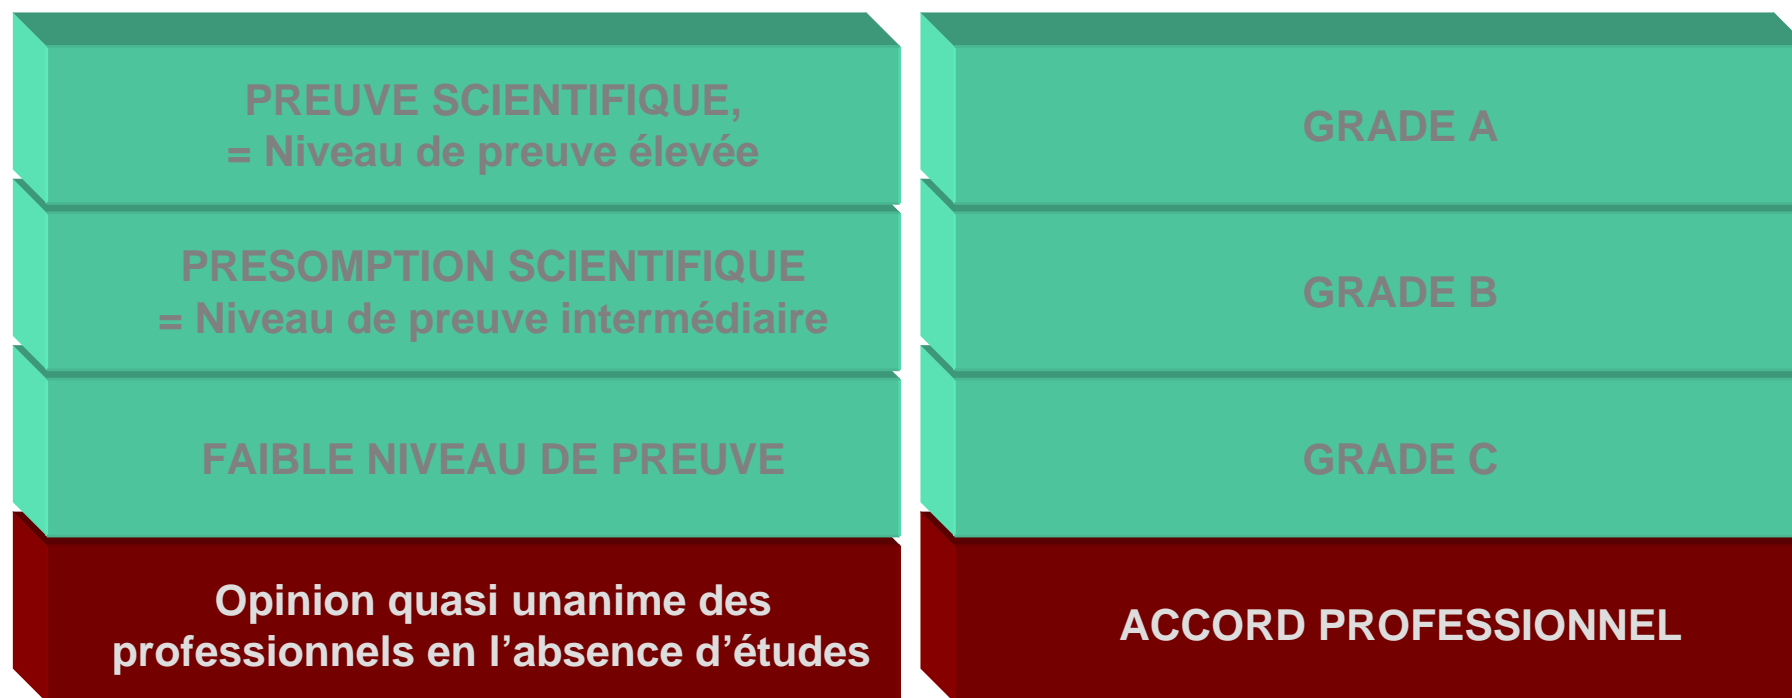 PREUVE SCIENTIFIQUE,
= Niveau de preuve élevée
GRADE A
PRESOMPTION SCIENTIFIQUE
= Niveau de preuve intermédiaire
GRADE B
FAIBLE NIVEAU DE PREUVE
GRADE C
Opinion quasi unanime des
professionnels en l’absence d’études
ACCORD PROFESSIONNEL